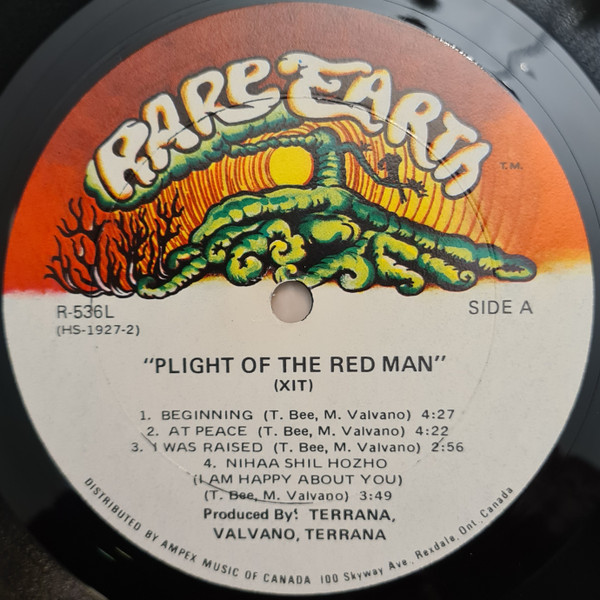 RARE EARTH
T.M.
R-536L
SIDE A
(HS-1927-2)
"PLIGHT OF THE RED MAN"
(XIT)
1. BEGINNING (T. Bee, M. Valvano) 4:27
2. AT PEACE (T. Bee, M. Valvano) 4:22
3. I WAS RAISED (T. Bee, M. Valvano) 2:56
4. NIHAA SHIL HOZHO
(I AM HAPPY ABOUT YOU)
(T. Bee, M. Valvano) 3:49
Produced By: TERRANA,
VALVANO, TERRANA
DISTRIBUTED BY AMPEX MUSIC OF CANADA 100 Skyway Ave., Rexdale, Ont. Canada